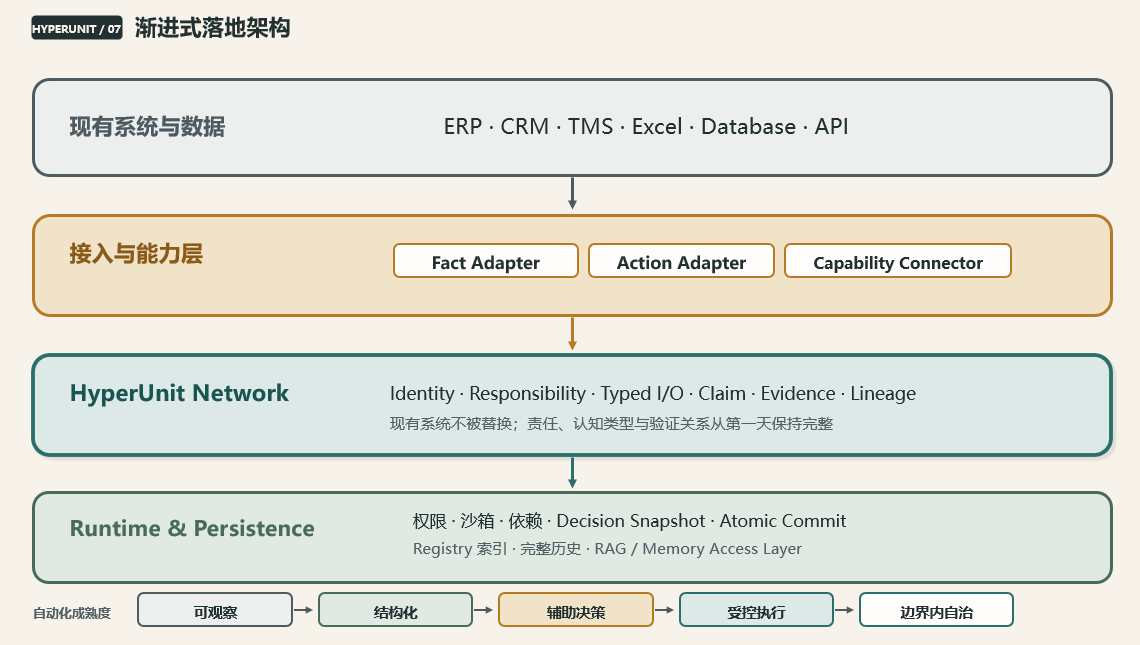 HYPERUNIT / 07 渐进式落地架构
现有系统与数据
ERP · CRM · TMS · Excel · Database · API
接入与能力层
Fact Adapter
Action Adapter
Capability Connector
HyperUnit Network
Identity · Responsibility · Typed I/O · Claim · Evidence · Lineage
现有系统不被替换；责任、认知类型与验证关系从第一天保持完整
Runtime & Persistence
权限 · 沙箱 · 依赖 · Decision Snapshot · Atomic Commit
Registry 索引 · 完整历史 · RAG / Memory Access Layer
自动化成熟度
可观察
结构化
辅助决策
受控执行
边界内自治